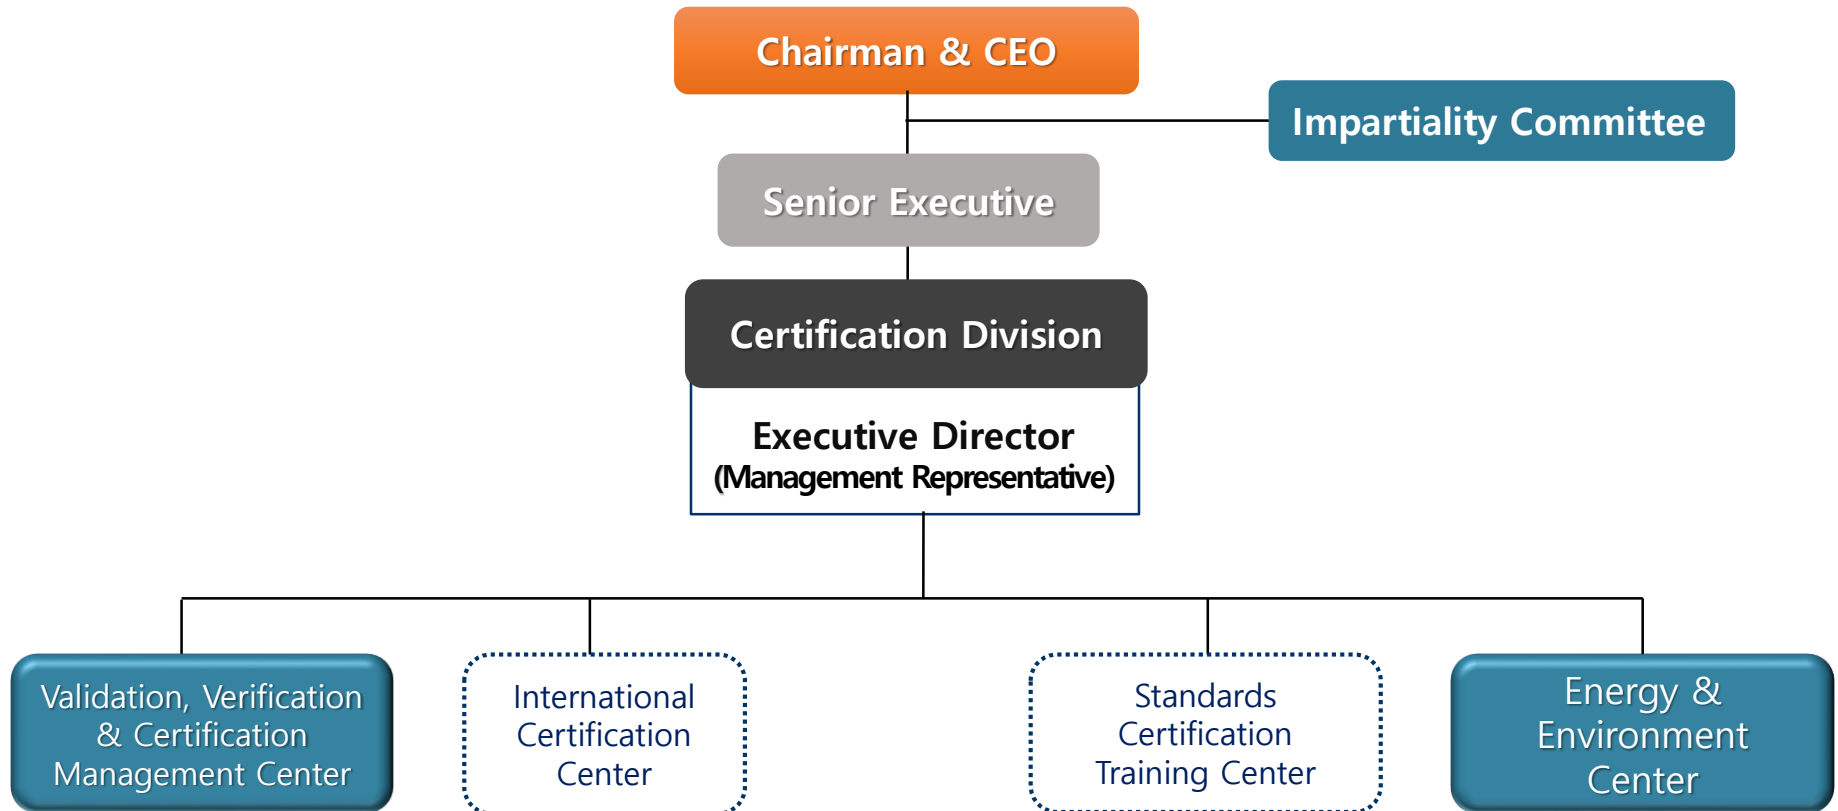 Chairman & CEO
Impartiality Committee
Senior Executive
Certification Division
Executive Director
(Management Representative)
Validation, Verification
& Certification
Management Center
International
Certification
Center
Standards
Certification
Training Center
Energy &
Environment
Center